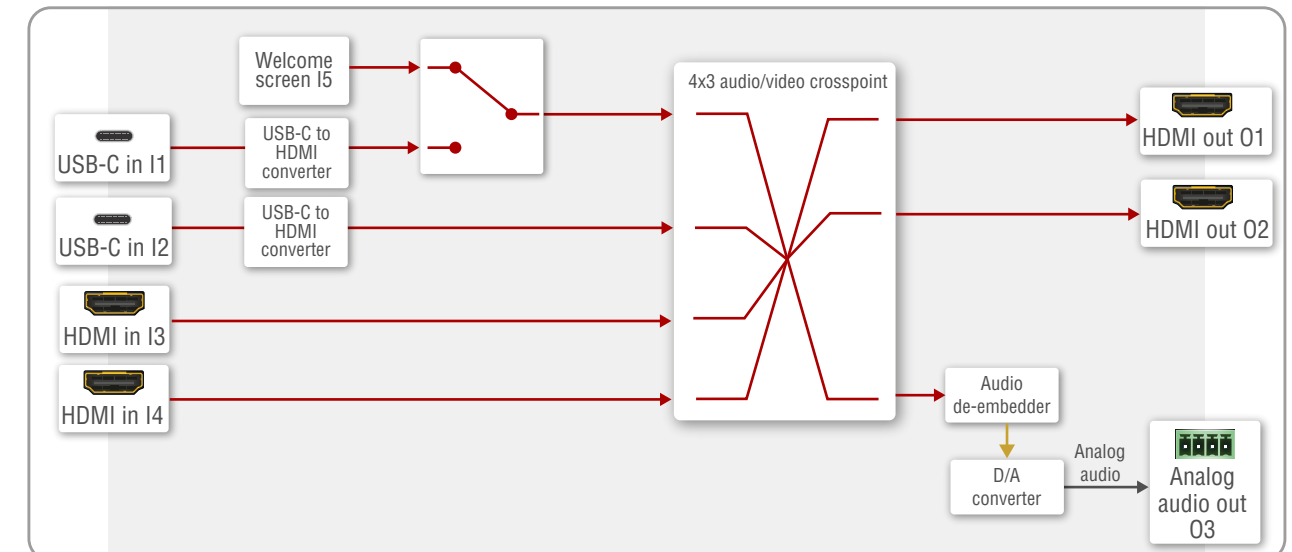 Welcome
screen I5
4x3 audio/video crosspoint
USB-C in I1
USB-C to
HDMI
converter
HDMI out O1
USB-C in I2
USB-C to
HDMI
converter
HDMI out O2
HDMI in I3
HDMI in I4
Audio
de-embedder
D/A
converter
Analog
audio
Analog
audio out
O3